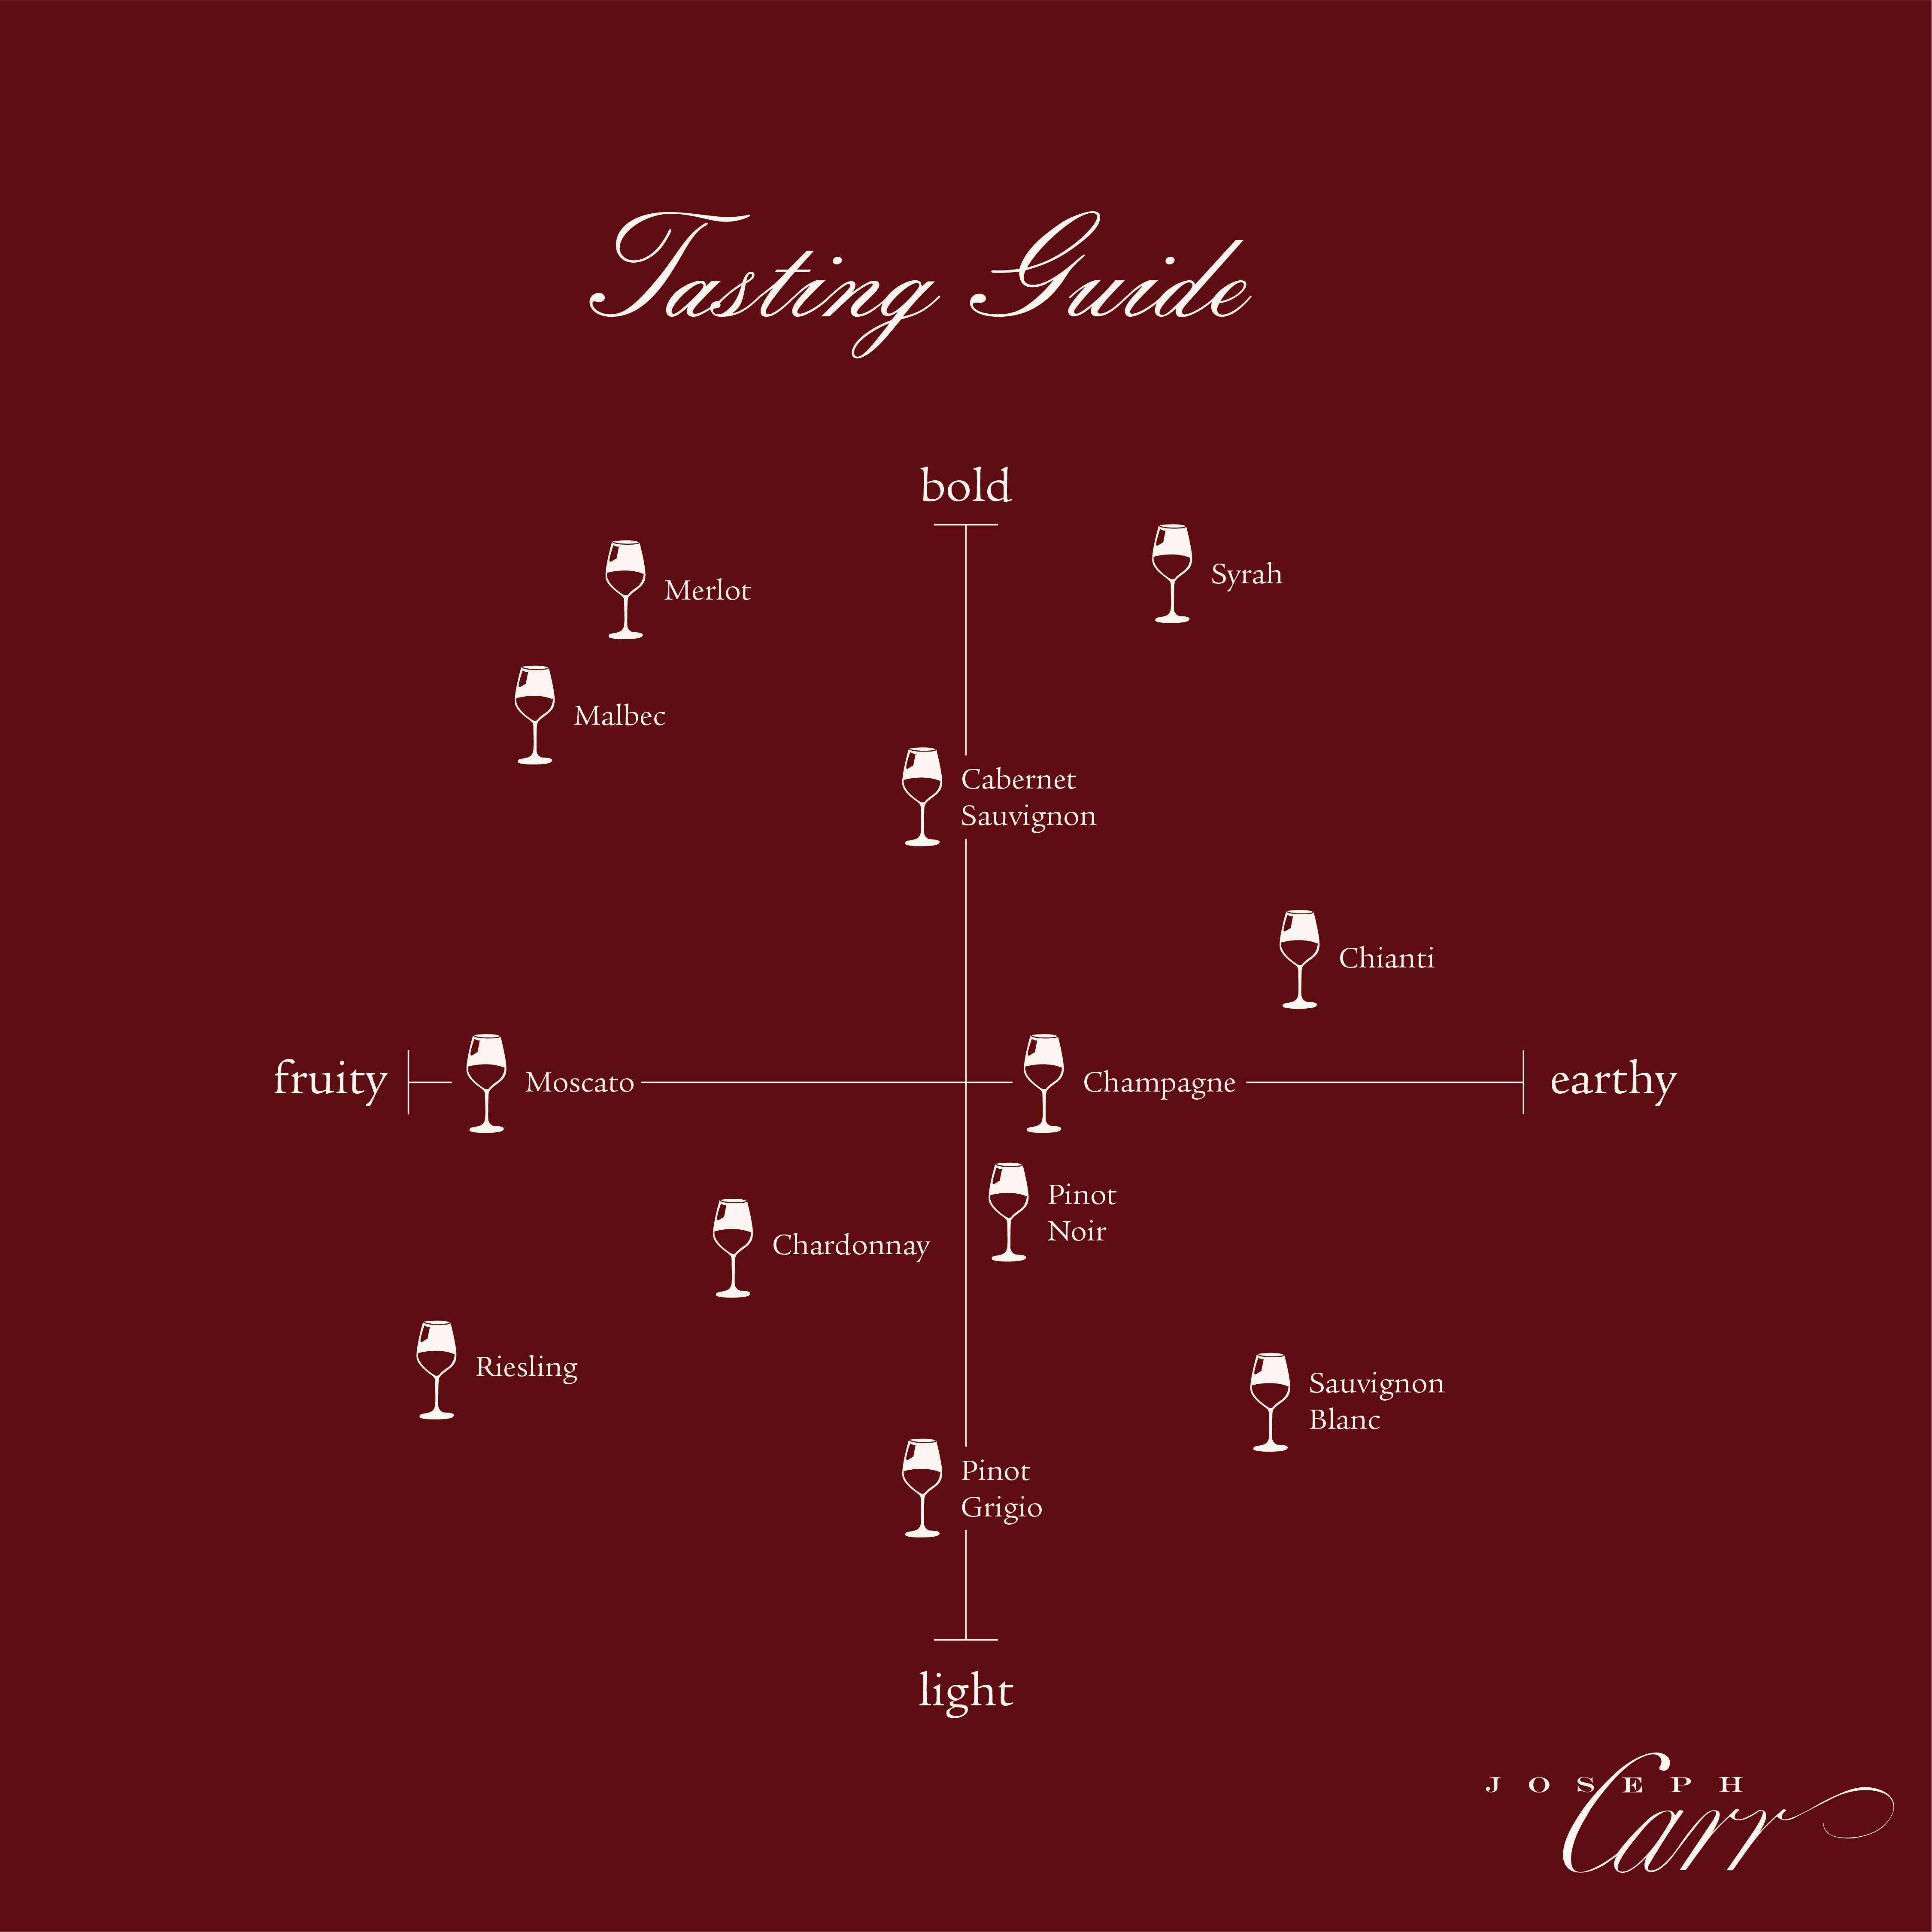 Tasting Guide
bold
Syrah
Merlot
Malbec
Cabernet
Sauvignon
Chianti
fruity
Moscato
Champagne
earthy
Pinot
Noir
Chardonnay
Riesling
Sauvignon
Blanc
Pinot
Grigio
light
JOSEPH
Carr